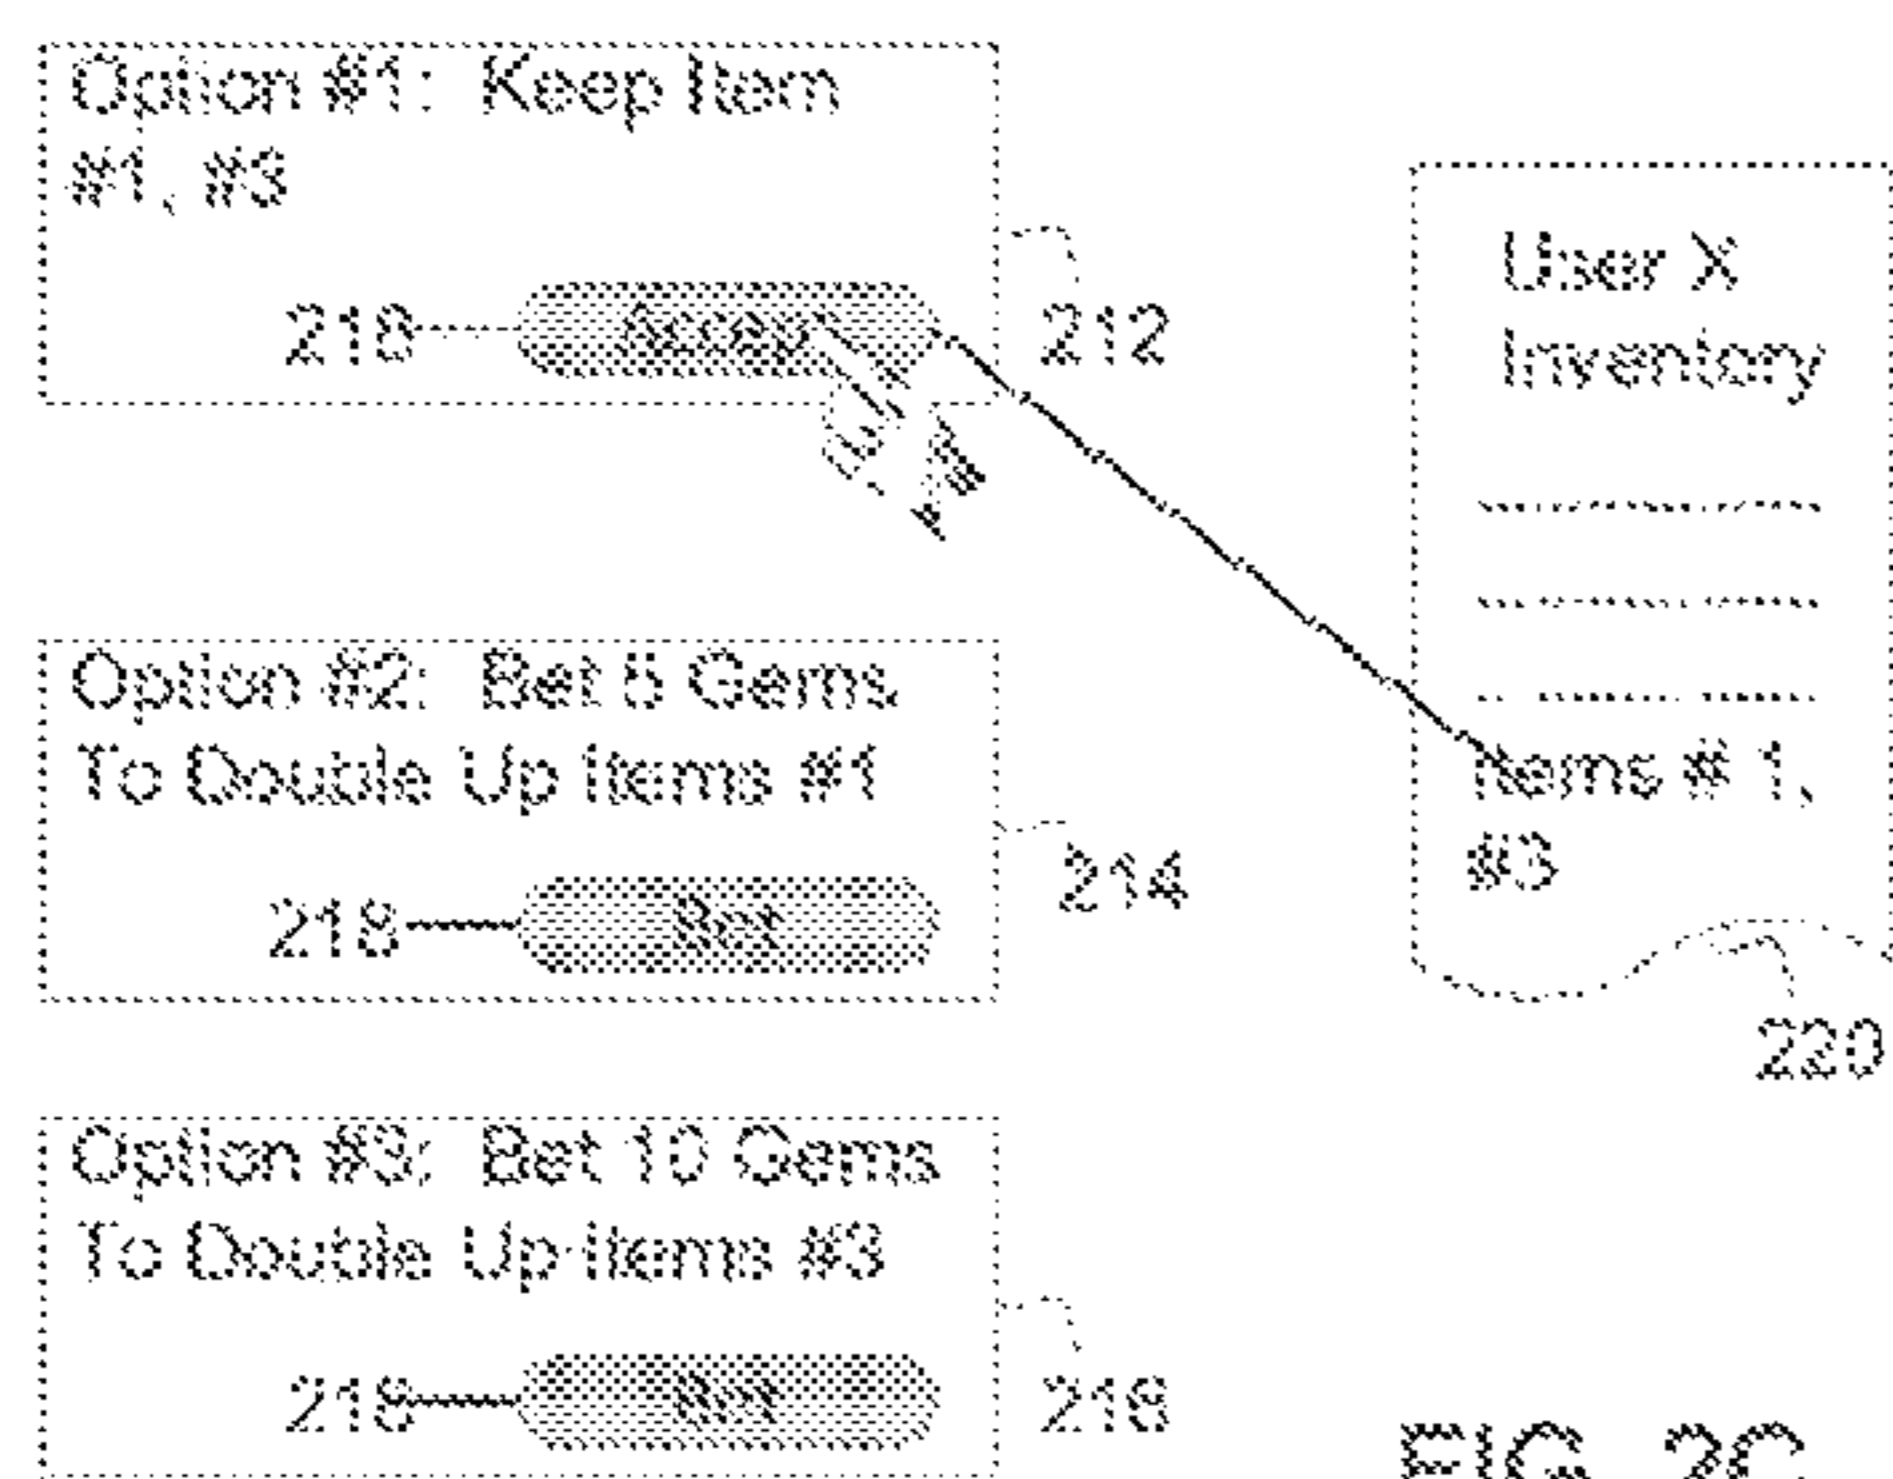 Option #1: Keep Item
#1, #3
218
Accept
212
Option #2: Bet 5 Gems
To Double Up Items #1
218
Bet
214
Option #3: Bet 10 Gems
To Double Up Items #3
218
Bet
216
User X
Inventory
Items # 1,
#3
220
FIG. 2C